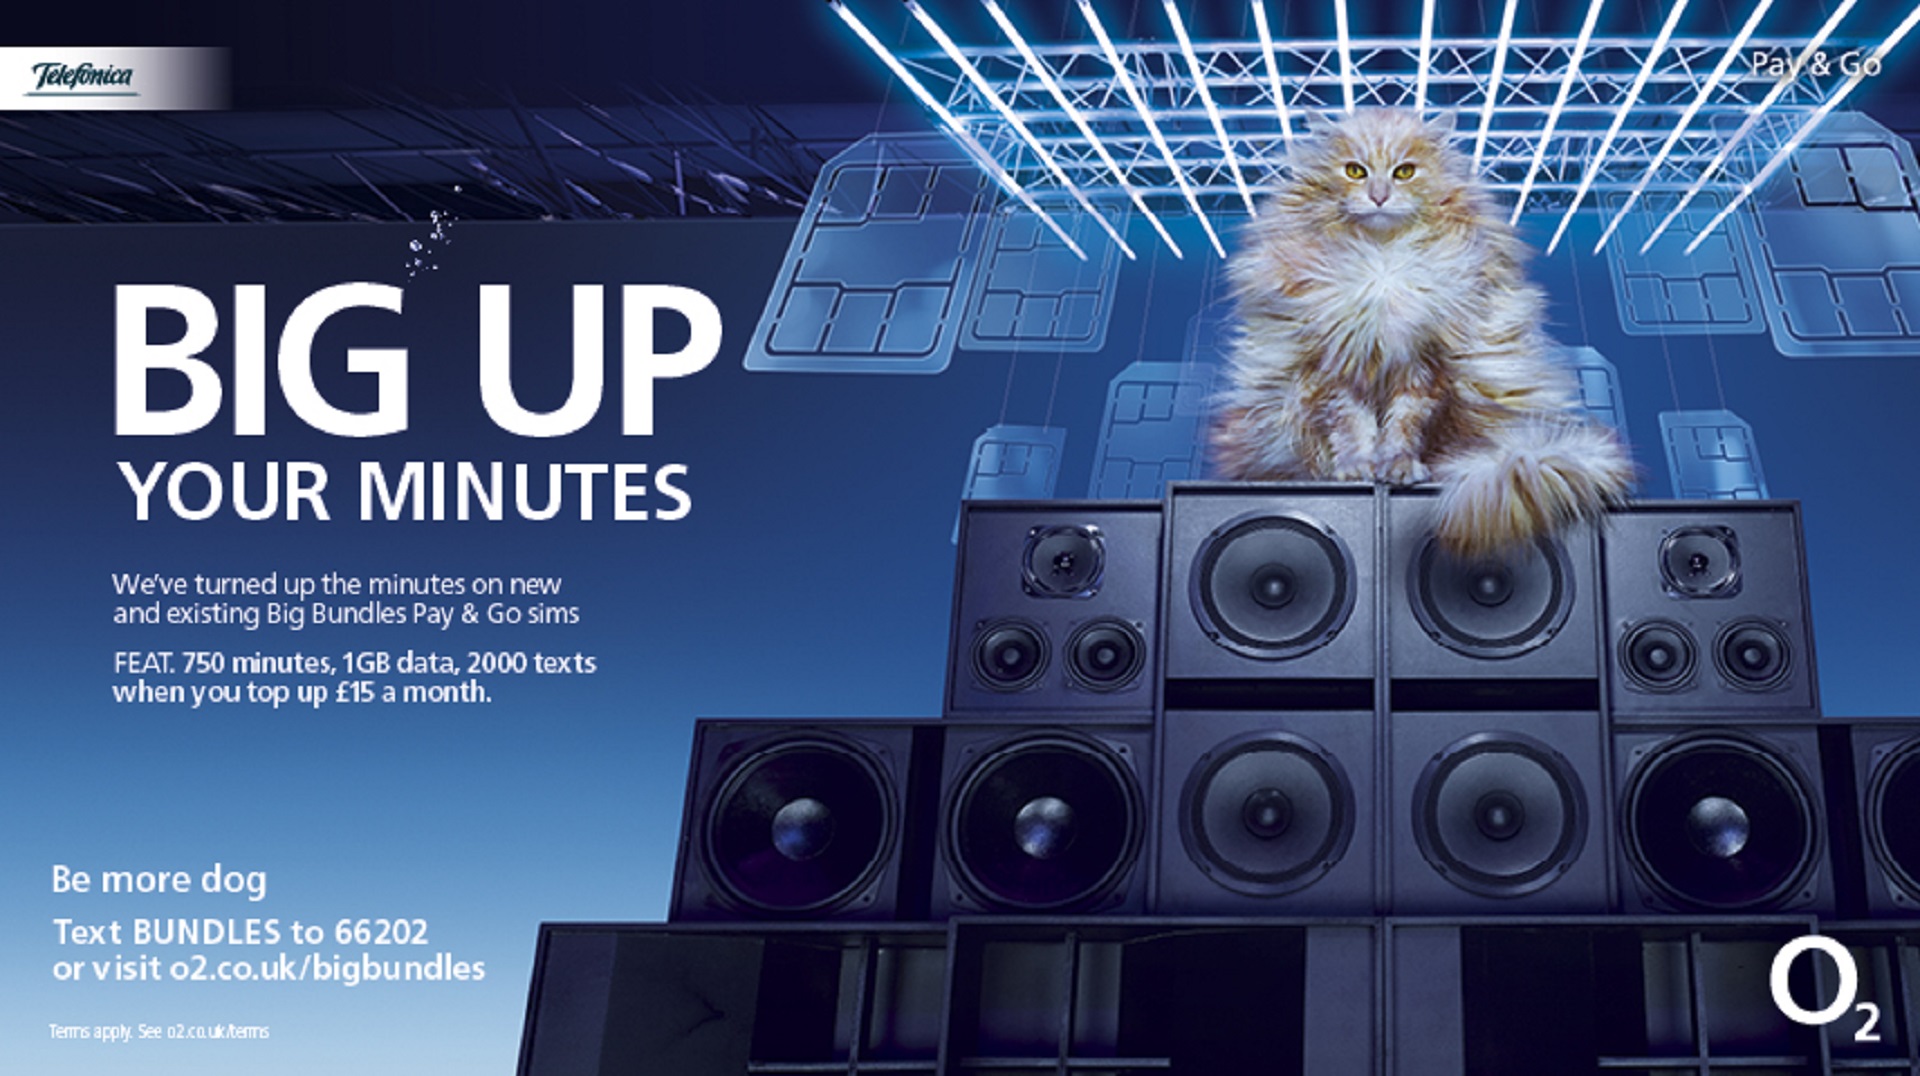 Telefónica
Pay & Go
BIG UP
YOUR MINUTES
We've turned up the minutes on new
and existing Big Bundles Pay & Go sims
FEAT. 750 minutes, 1GB data, 2000 texts
when you top up £15 a month.
Be more dog
Text BUNDLES to 66202
or visit o2.co.uk/bigbundles
Terms apply. See o2.co.uk/terms
O2